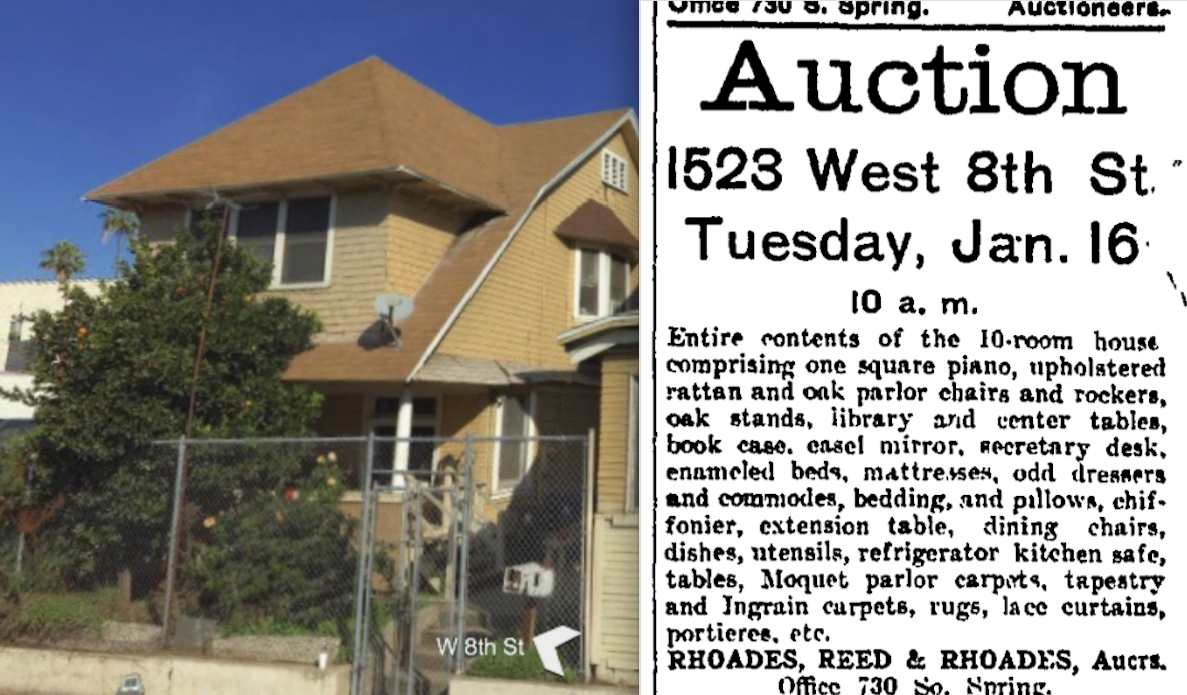 W 8th St
Office 730 S. Spring. Auctioneers.
Auction
1523 West 8th St.
Tuesday, Jan. 16
10 a. m.
Entire contents of the 10-room house
comprising one square piano, upholstered
rattan and oak parlor chairs and rockers,
oak stands, library and center tables,
book case, easel mirror, secretary desk,
enameled beds, mattresses, odd dressers
and commodes, bedding, and pillows, chif-
fonier, extension table, dining chairs,
dishes, utensils, refrigerator kitchen safe,
tables, Moquet parlor carpets, tapestry
and Ingrain carpets, rugs, lace curtains,
portieres, etc.
RHOADES, REED & RHOADES, Aucrs.
Office 730 So. Spring.